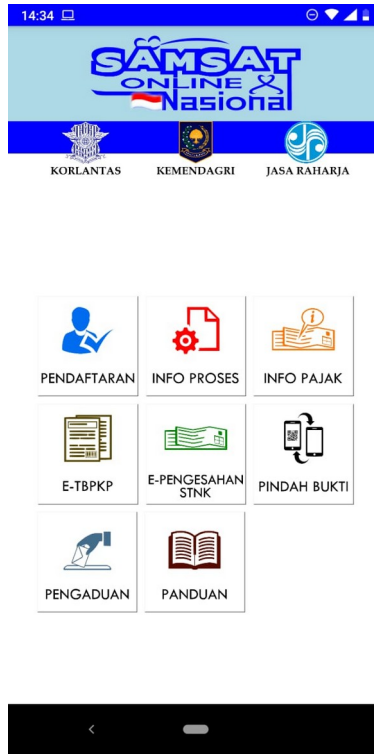 14:34
SAMSAT
ONLINE
Nasional
KORLANTAS
KEMENDAGRI
JASA RAHARJA
PENDAFTARAN
INFO PROSES
INFO PAJAK
E-TBPKP
E-PENGESAHAN
STNK
PINDAH BUKTI
PENGADUAN
PANDUAN